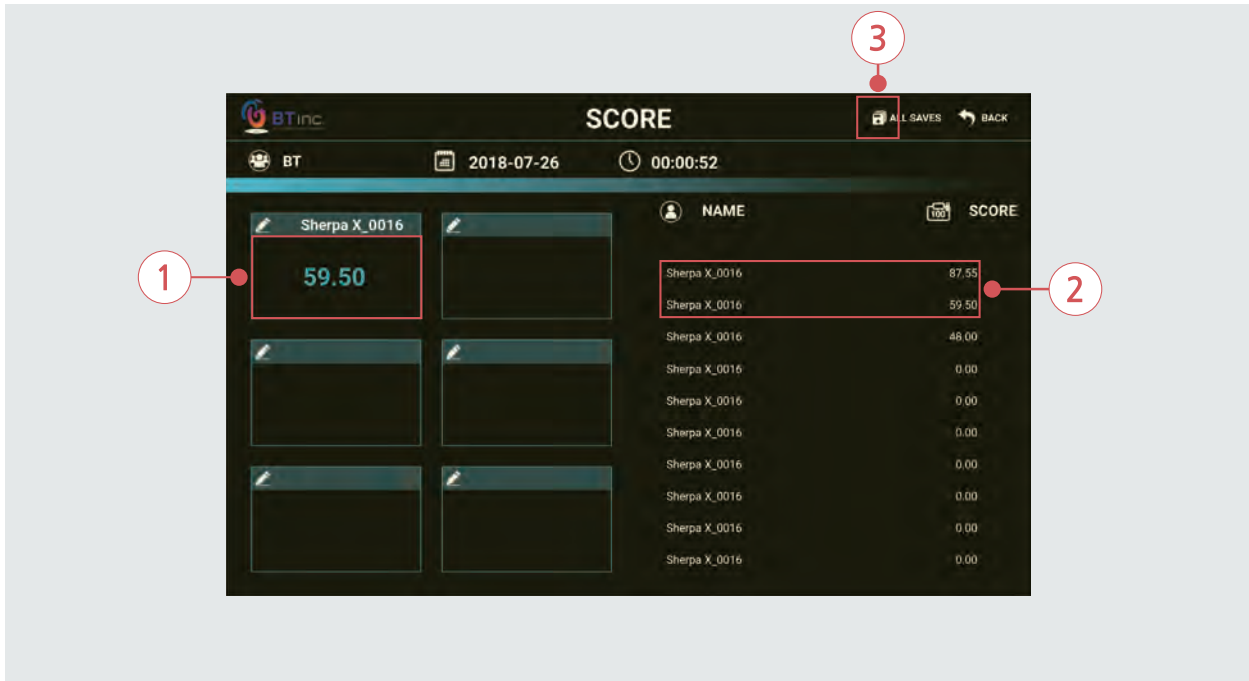 3
BTinc.
SCORE
ALL SAVES
BACK
BT
2018-07-26
00:00:52
Sherpa X_0016
59.50
1
NAME
100
SCORE
Sherpa X_0016 87.55
Sherpa X_0016 59.50
2
Sherpa X_0016 48.00
Sherpa X_0016 0.00
Sherpa X_0016 0.00
Sherpa X_0016 0.00
Sherpa X_0016 0.00
Sherpa X_0016 0.00
Sherpa X_0016 0.00
Sherpa X_0016 0.00